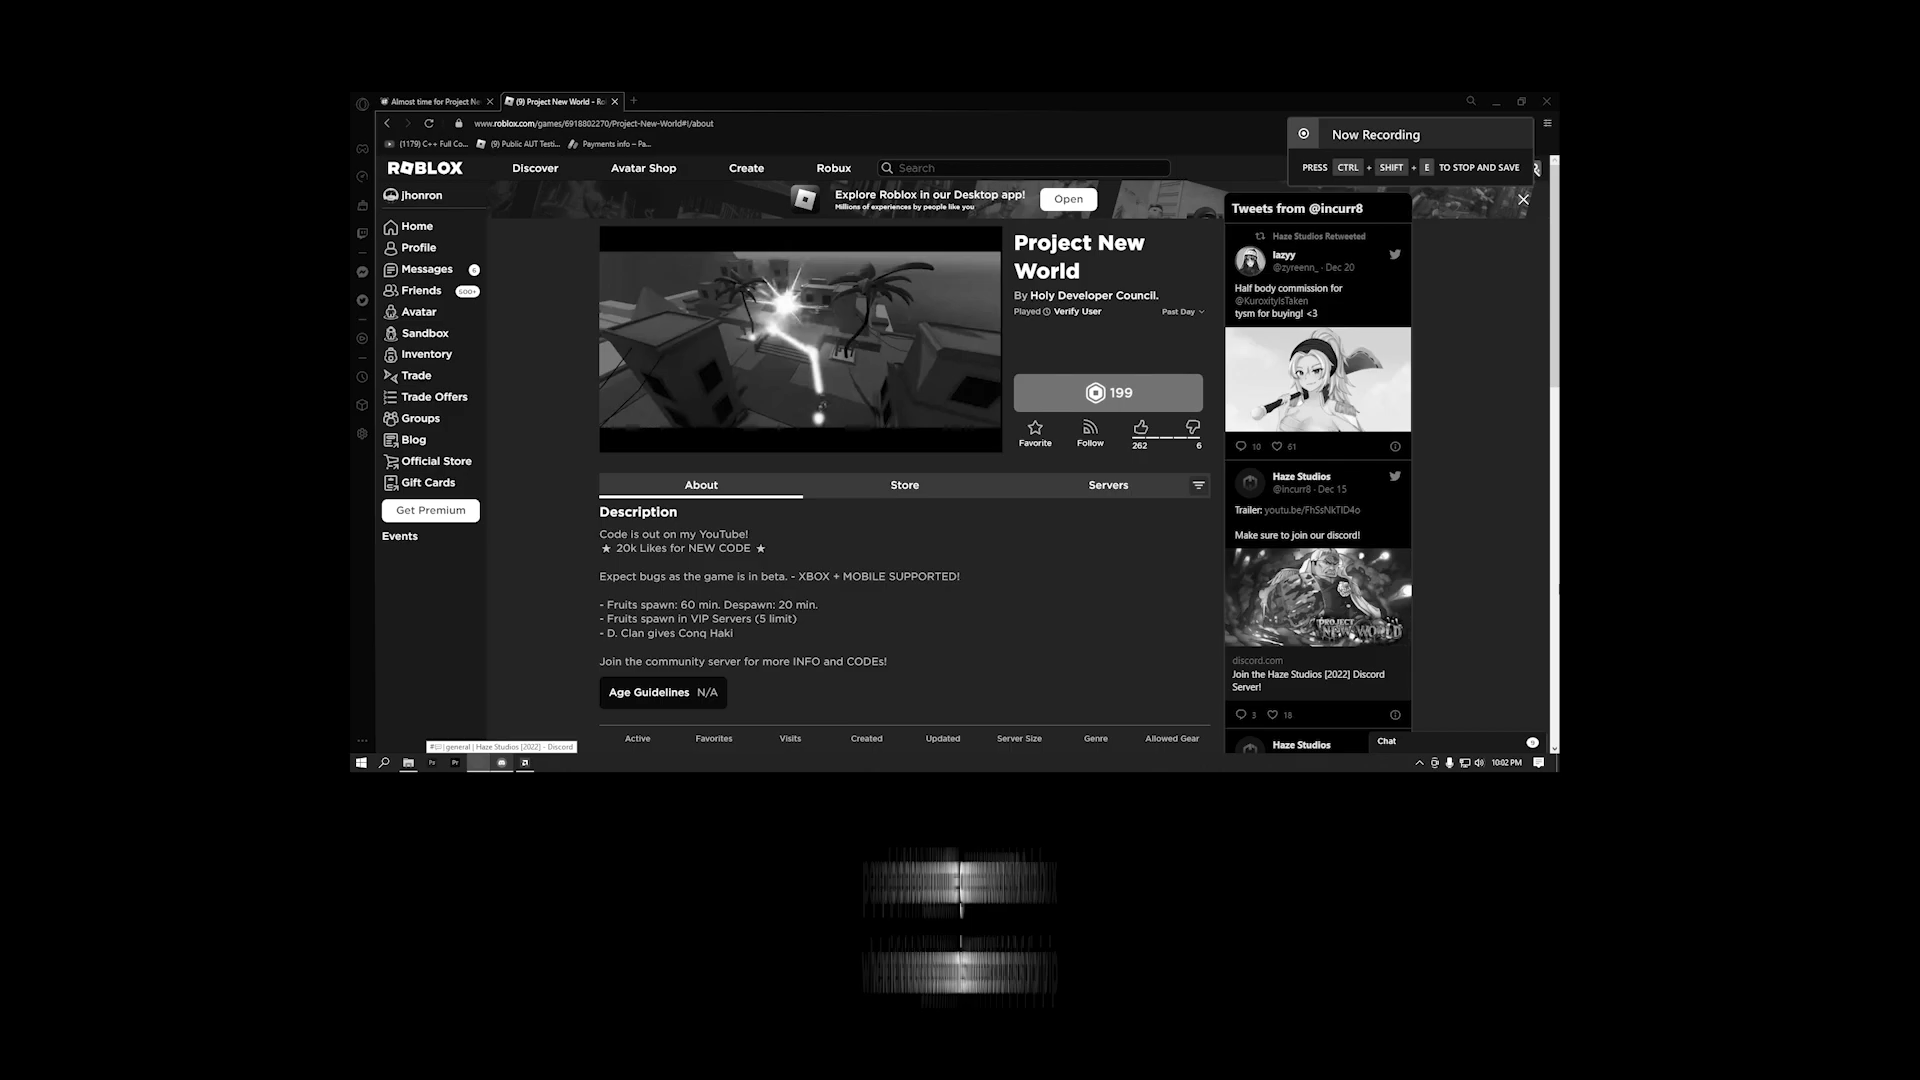 Almost time for Project Ne
(9) Project New World - Ro
www.roblox.com/games/6918802270/Project-New-World#!/about
(1179) C++ Full Co...
(9) Public AUT Testi...
Payments info – Pa...
Now Recording
PRESS CTRL + SHIFT + E TO STOP AND SAVE
ROBLOX
Discover
Avatar Shop
Create
Robux
Search
jhonron
Explore Roblox in our Desktop app!
Millions of experiences by people like you
Open
Home
Profile
Messages 6
Friends 500+
Avatar
Sandbox
Inventory
Trade
Trade Offers
Groups
Blog
Official Store
Gift Cards
Get Premium
Events
Project New
World
By Holy Developer Council.
Played Verify User
Past Day
199
Favorite
Follow
262
6
About
Store
Servers
Description
Code is out on my YouTube!
★ 20k Likes for NEW CODE ★
Expect bugs as the game is in beta. - XBOX + MOBILE SUPPORTED!
- Fruits spawn: 60 min. Despawn: 20 min.
- Fruits spawn in VIP Servers (5 limit)
- D. Clan gives Conq Haki
Join the community server for more INFO and CODEs!
Age Guidelines N/A
Active
Favorites
Visits
Created
Updated
Server Size
Genre
Allowed Gear
Tweets from @incurr8
Haze Studios Retweeted
lazyy
@zyreenn_ · Dec 20
Half body commission for
@KuroxityIsTaken
tysm for buying! <3
10 61
Haze Studios
@incurr8 · Dec 15
Trailer: youtu.be/FhSsNkTID4o
Make sure to join our discord!
PROJECT
NEW WORLD
discord.com
Join the Haze Studios [2022] Discord
Server!
3 18
Haze Studios
Chat
9
general | Haze Studios [2022] - Discord
Ps
Pr
10:02 PM